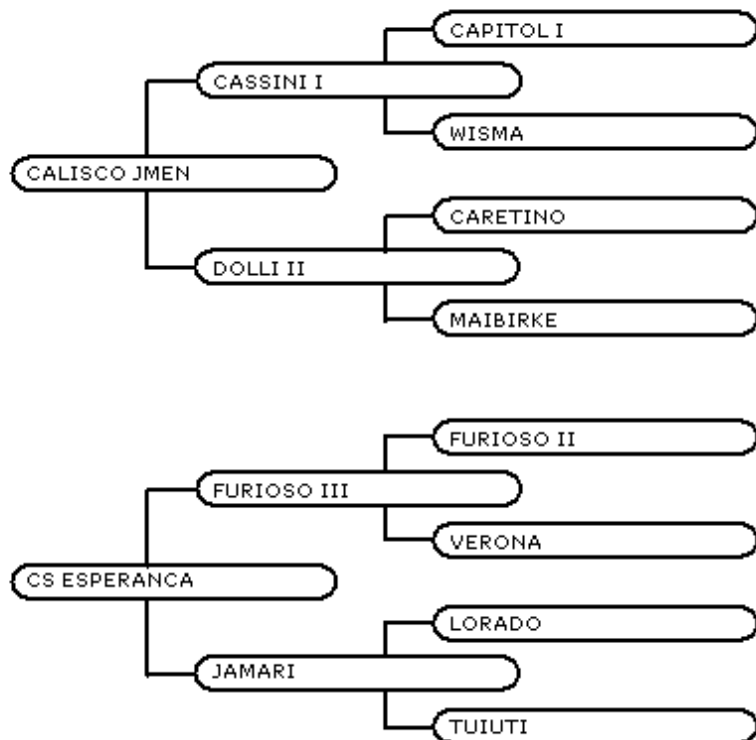 CAPITOL I
CASSINI I
WISMA
CALISCO JMEN
CARETINO
DOLLI II
MAIBIRKE
FURIOSO II
FURIOSO III
VERONA
CS ESPERANCA
LORADO
JAMARI
TUIUTI